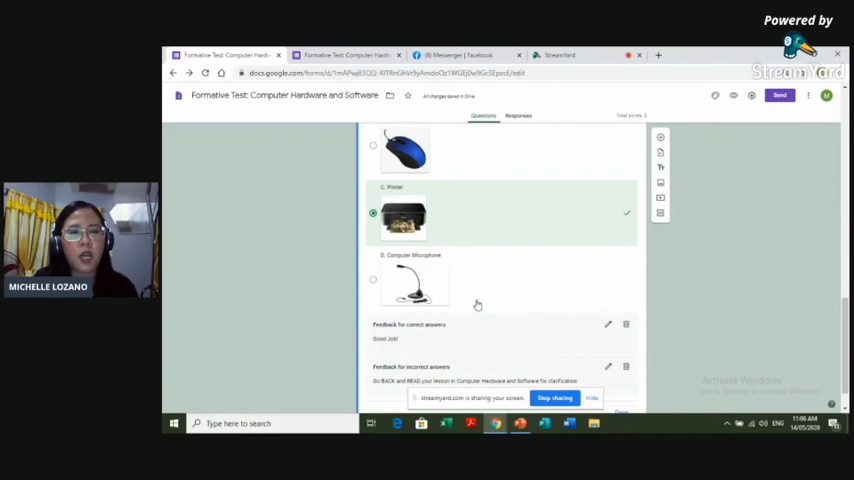 Powered by
StreamYard
Formative Test: Computer Hardw
Formative Test: Computer Hardw
(8) Messenger | Facebook
StreamYard
Formative Test: Computer Hardware and Software
All changes saved in Drive
Send
M
Questions
Responses
Total points:
C. Printer
D. Computer Microphone
Feedback for correct answers
Good Job!
Feedback for incorrect answers
Go BACK and READ your lesson in Computer Hardware and Software for clarification.
MICHELLE LOZANO
Activate Windows
streamyard.com is sharing your screen.
Stop sharing
Hide
Type here to search
ENG
11:06 AM
14/05/2020